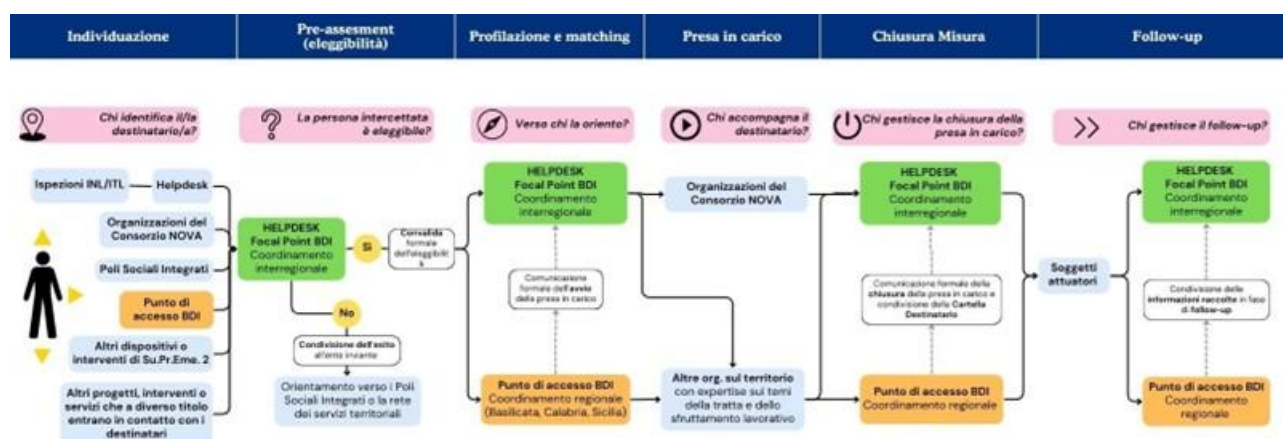 Individuazione
Pre-assesment
(eleggibilità)
Profilazione e matching
Presa in carico
Chiusura Misura
Follow-up
Chi identifica il/la
destinatario/a?
La persona intercettata
è eleggibile?
Verso chi la oriento?
Chi accompagna il
destinatario?
Chi gestisce la chiusura della
presa in carico?
Chi gestisce il follow-up?
Ispezioni INL/ITL
Helpdesk
Organizzazioni del
Consorzio NOVA
Poli Sociali Integrati
Punto di
accesso BDI
Altri dispositivi o
interventi di Su.Pr.Eme. 2
Altri progetti, interventi o
servizi che a diverso titolo
entrano in contatto con i
destinatari
HELPDESK
Focal Point BDI
Coordinamento
interregionale
Sì
Convalida
formale
dell'eleggibilit
à
No
Condivisione dell'esito
all'ente inviante
Orientamento verso i Poli
Sociali Integrati o la rete
dei servizi territoriali
HELPDESK
Focal Point BDI
Coordinamento
interregionale
Comunicazione
formale dell'avvio
della presa in carico
Punto di accesso BDI
Coordinamento regionale
(Basilicata, Calabria, Sicilia)
Organizzazioni del
Consorzio NOVA
Altre org. sul territorio
con expertise sui temi
della tratta e dello
sfruttamento lavorativo
HELPDESK
Focal Point BDI
Coordinamento
interregionale
Comunicazione formale della
chiusura della presa in carico e
condivisione della Cartella
Destinatario
Punto di accesso BDI
Coordinamento regionale
Soggetti
attuatori
HELPDESK
Focal Point BDI
Coordinamento
interregionale
Condivisione delle
informazioni raccolte in fase
di follow-up
Punto di accesso BDI
Coordinamento
regionale